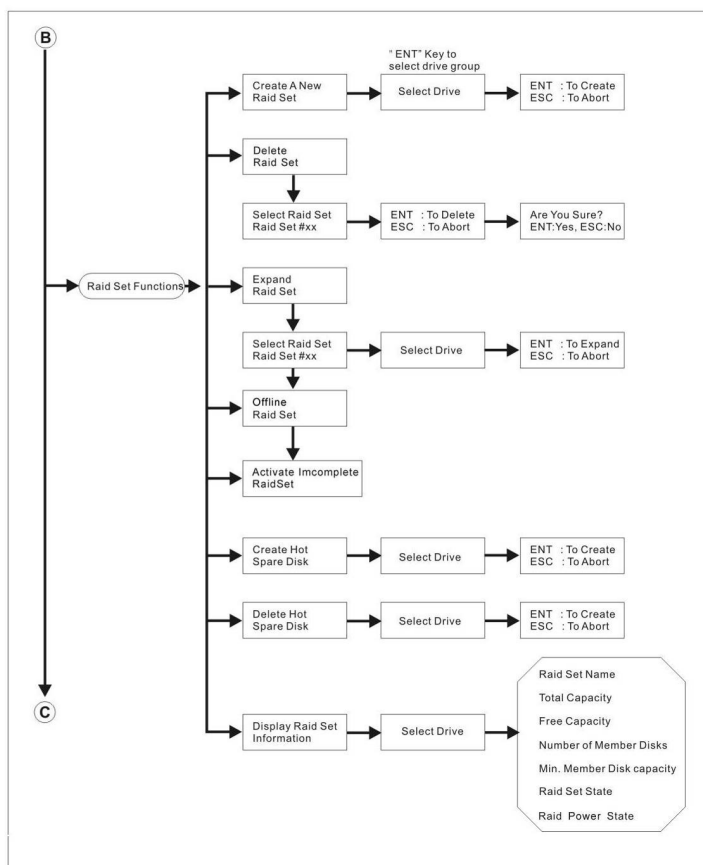 B
“ENT” Key to
select drive group
Create A New
Raid Set
Select Drive
ENT : To Create
ESC : To Abort
Delete
Raid Set
Select Raid Set
Raid Set #xx
ENT : To Delete
ESC : To Abort
Are You Sure?
ENT:Yes, ESC:No
Raid Set Functions
Expand
Raid Set
Select Raid Set
Raid Set #xx
Select Drive
ENT : To Expand
ESC : To Abort
Offline
Raid Set
Activate Imcomplete
RaidSet
Create Hot
Spare Disk
Select Drive
ENT : To Create
ESC : To Abort
Delete Hot
Spare Disk
Select Drive
ENT : To Create
ESC : To Abort
C
Display Raid Set
Information
Select Drive
Raid Set Name
Total Capacity
Free Capacity
Number of Member Disks
Min. Member Disk capacity
Raid Set State
Raid Power State